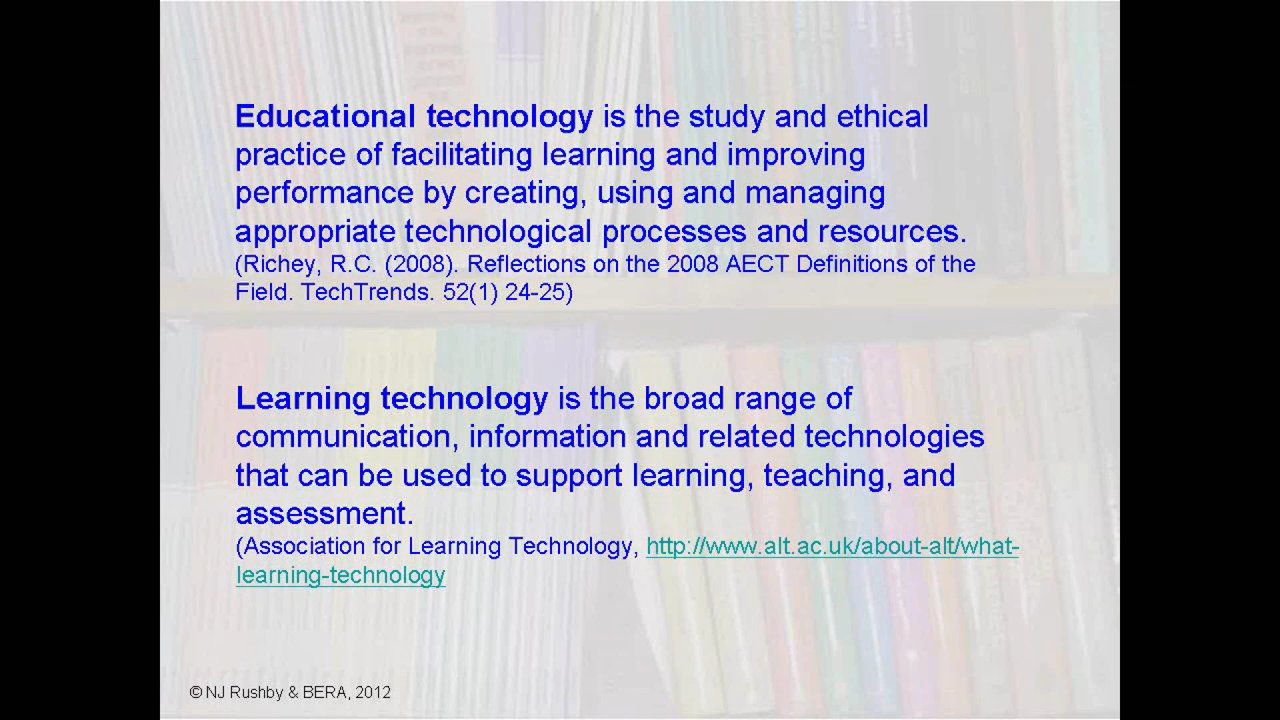 Educational technology is the study and ethical
practice of facilitating learning and improving
performance by creating, using and managing
appropriate technological processes and resources.
(Richey, R.C. (2008). Reflections on the 2008 AECT Definitions of the
Field. TechTrends. 52(1) 24-25)
Learning technology is the broad range of
communication, information and related technologies
that can be used to support learning, teaching, and
assessment.
(Association for Learning Technology, http://www.alt.ac.uk/about-alt/what-
learning-technology
© NJ Rushby & BERA, 2012